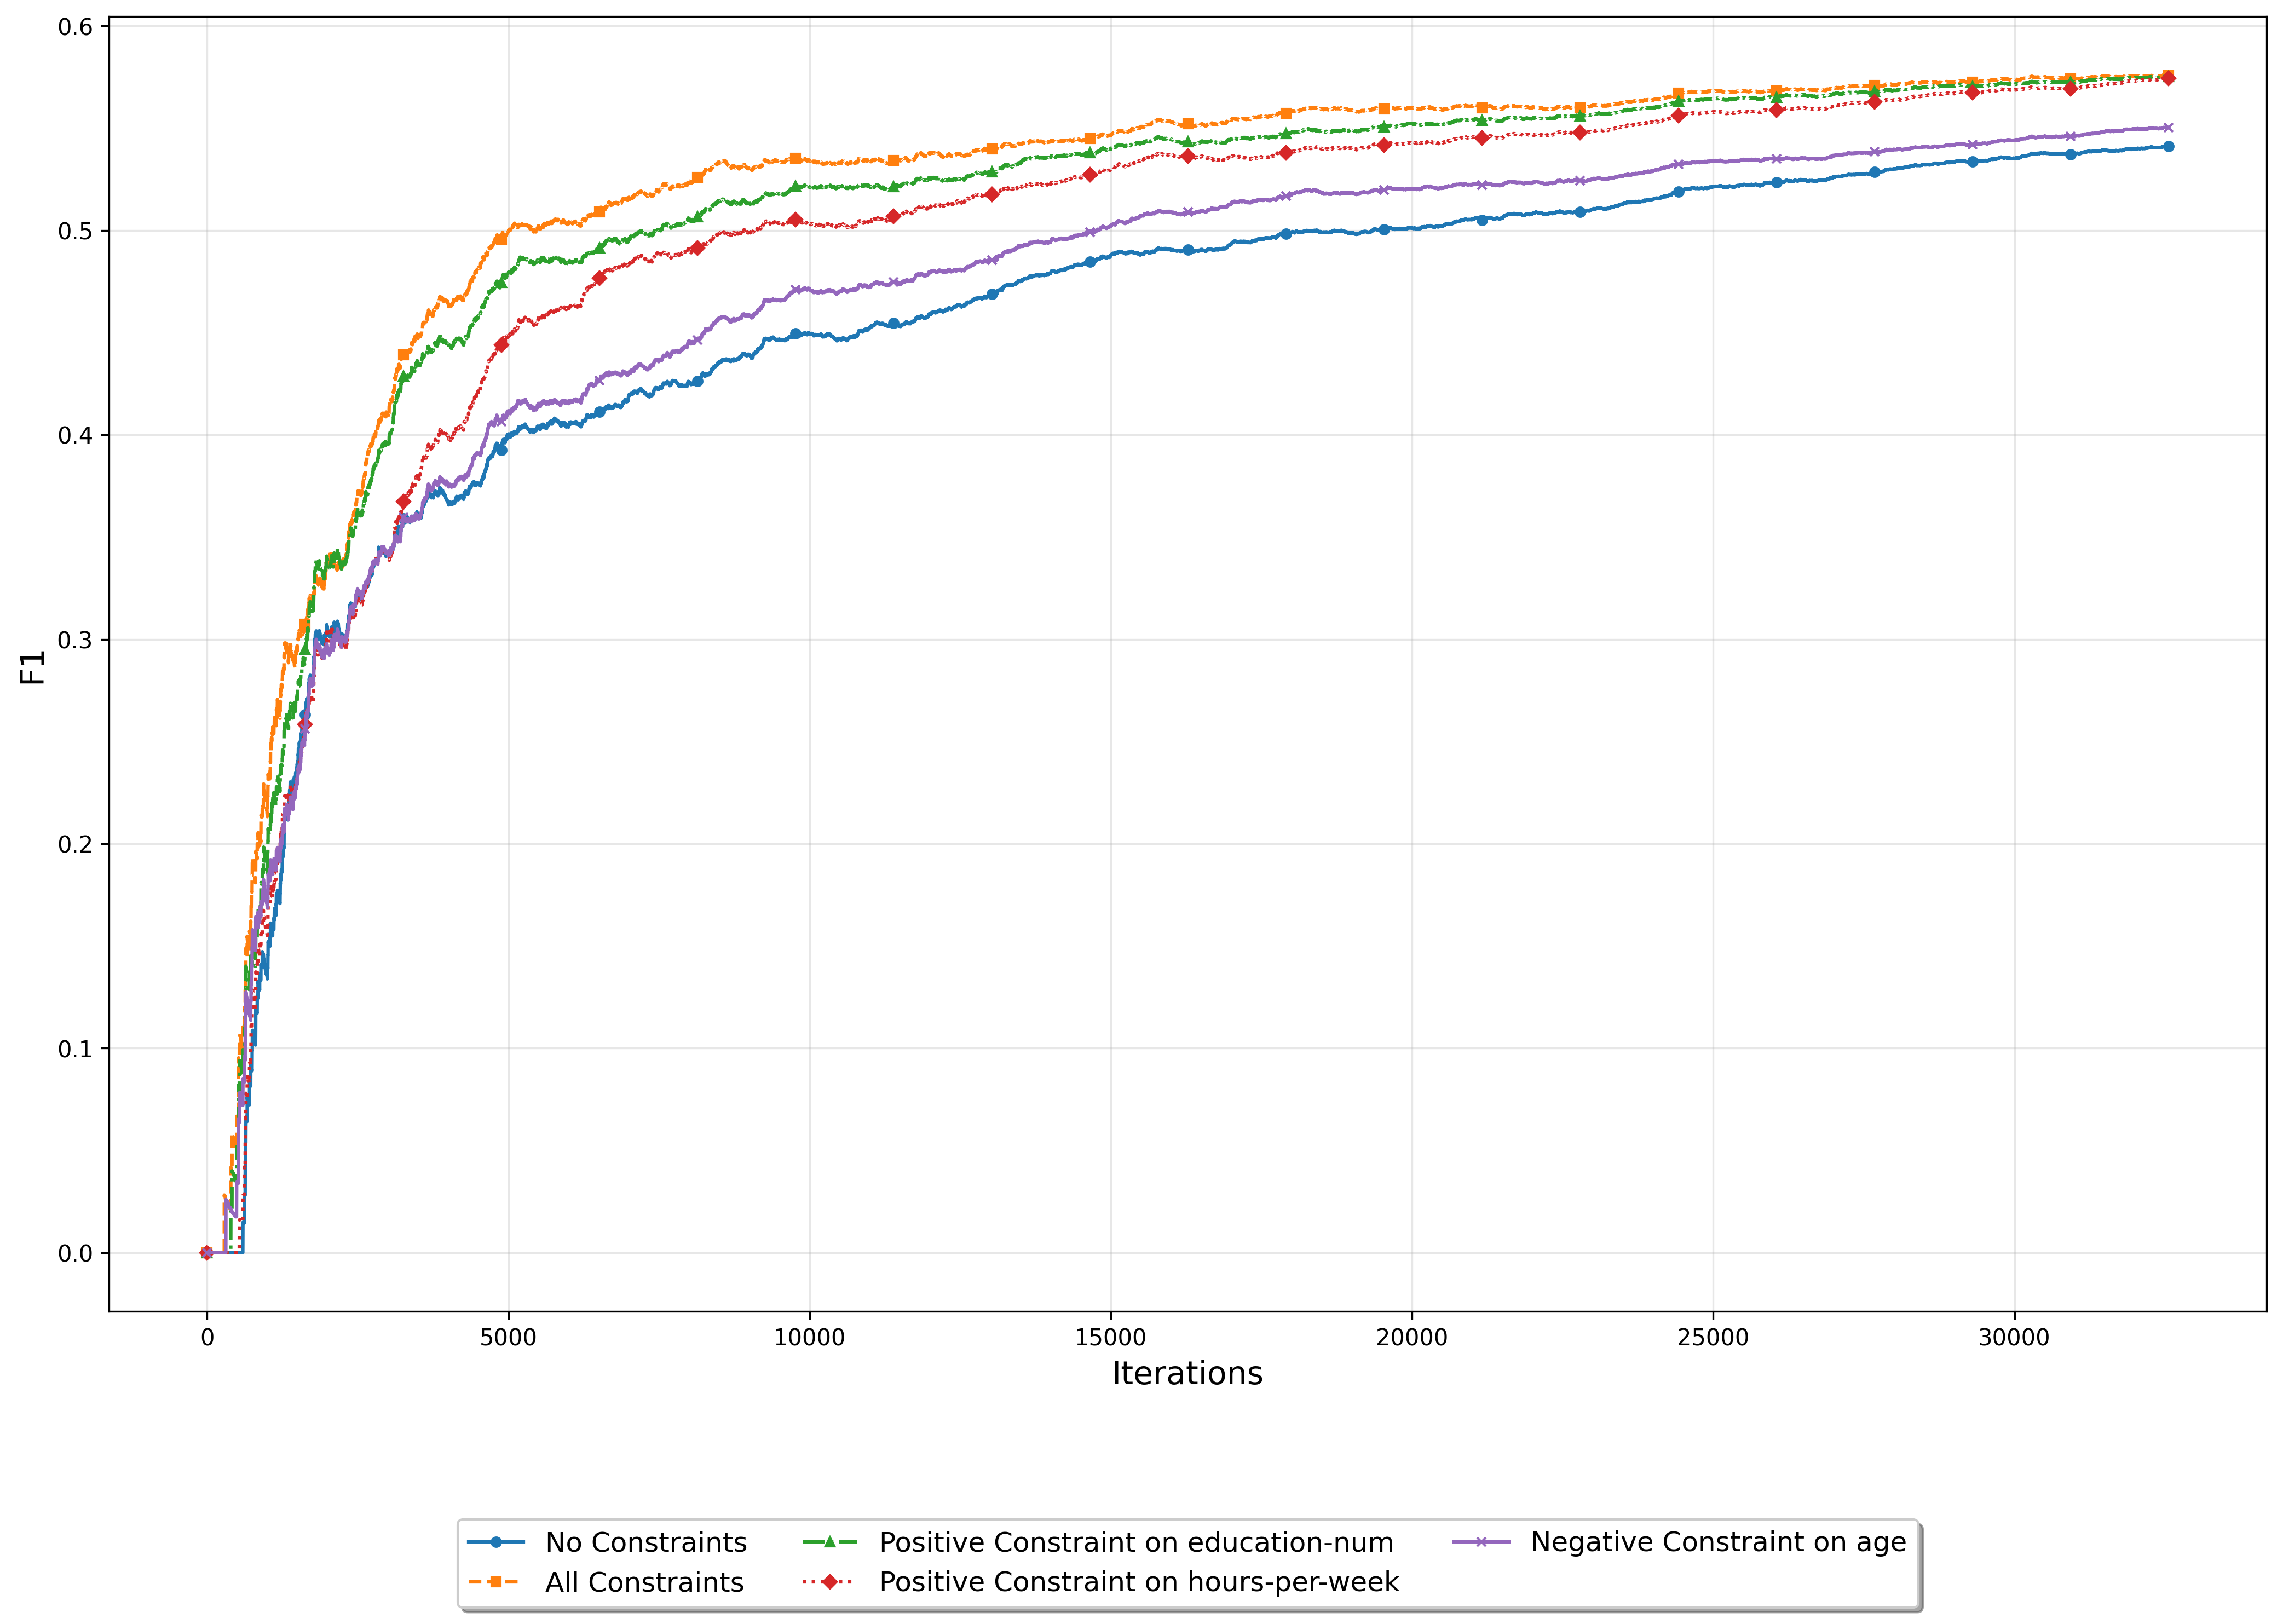 0.6
0.5
0.4
0.3
0.2
0.1
0.0
F1
0 5000 10000 15000 20000 25000 30000
Iterations
No Constraints Positive Constraint on education-num Negative Constraint on age
All Constraints Positive Constraint on hours-per-week